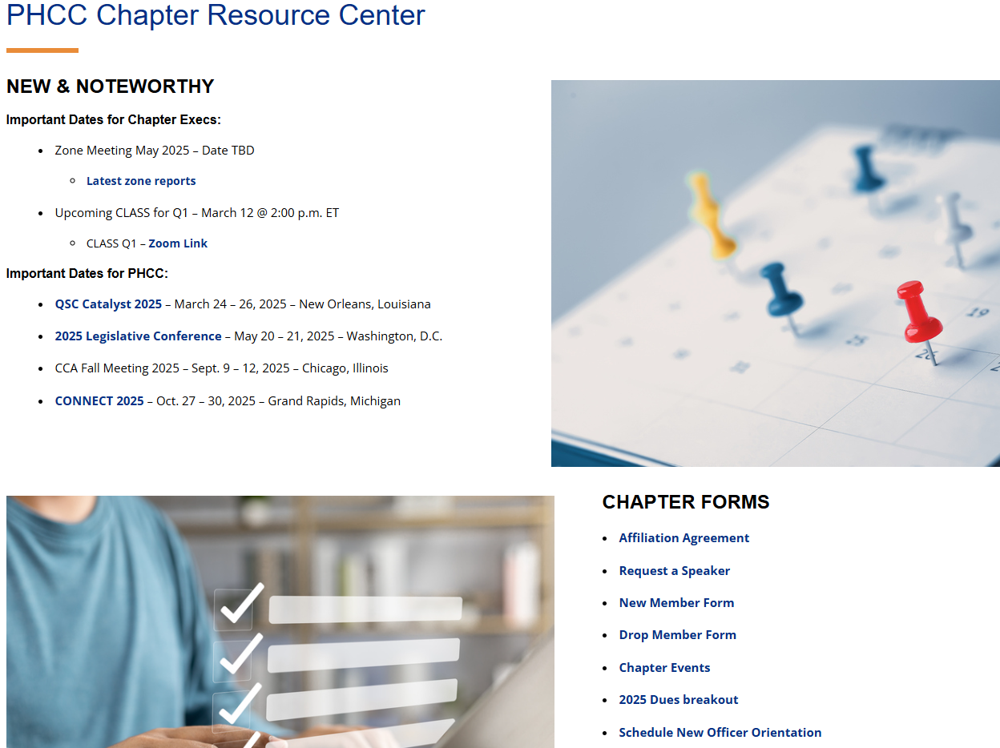 PHCC Chapter Resource Center
NEW & NOTEWORTHY
Important Dates for Chapter Execs:
Zone Meeting May 2025 – Date TBD
Latest zone reports
Upcoming CLASS for Q1 – March 12 @ 2:00 p.m. ET
CLASS Q1 – Zoom Link
Important Dates for PHCC:
QSC Catalyst 2025 – March 24 – 26, 2025 – New Orleans, Louisiana
2025 Legislative Conference – May 20 – 21, 2025 – Washington, D.C.
CCA Fall Meeting 2025 – Sept. 9 – 12, 2025 – Chicago, Illinois
CONNECT 2025 – Oct. 27 – 30, 2025 – Grand Rapids, Michigan
19
25
26
CHAPTER FORMS
Affiliation Agreement
Request a Speaker
New Member Form
Drop Member Form
Chapter Events
2025 Dues breakout
Schedule New Officer Orientation